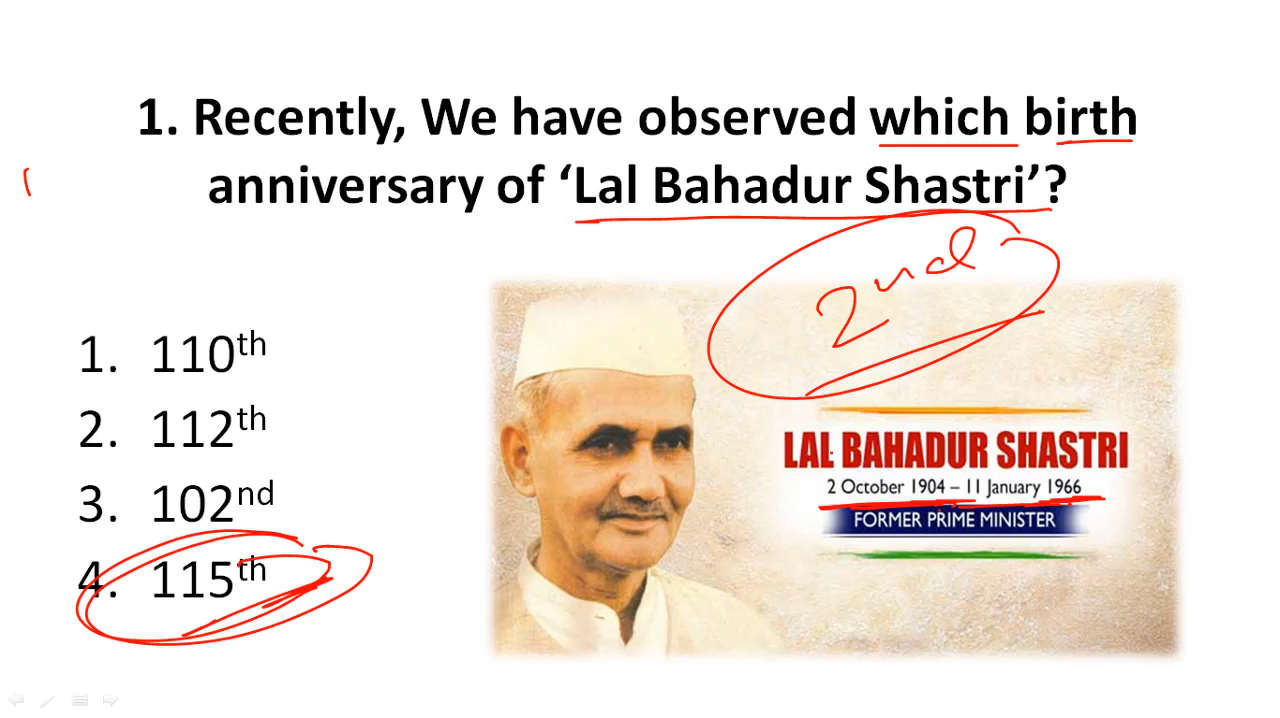 1. Recently, We have observed which birth
anniversary of ‘Lal Bahadur Shastri’?
2nd
1. 110th
2. 112th
3. 102nd
4. 115th
LAL BAHADUR SHASTRI
2 October 1904 – 11 January 1966
FORMER PRIME MINISTER